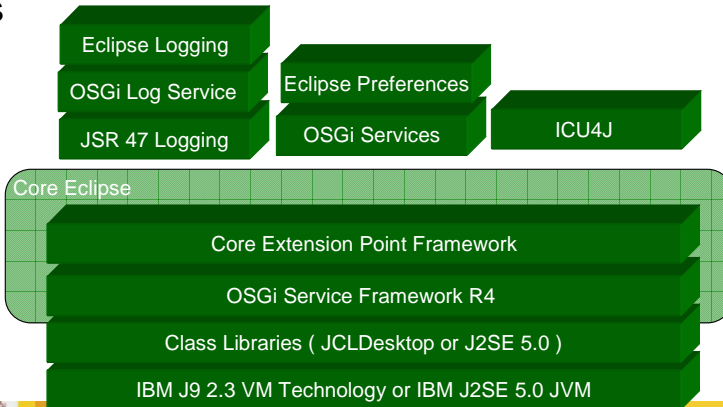 s
Eclipse Logging
OSGi Log Service
JSR 47 Logging
Eclipse Preferences
OSGi Services
ICU4J
Core Eclipse
Core Extension Point Framework
OSGi Service Framework R4
Class Libraries ( JCLDesktop or J2SE 5.0 )
IBM J9 2.3 VM Technology or IBM J2SE 5.0 JVM